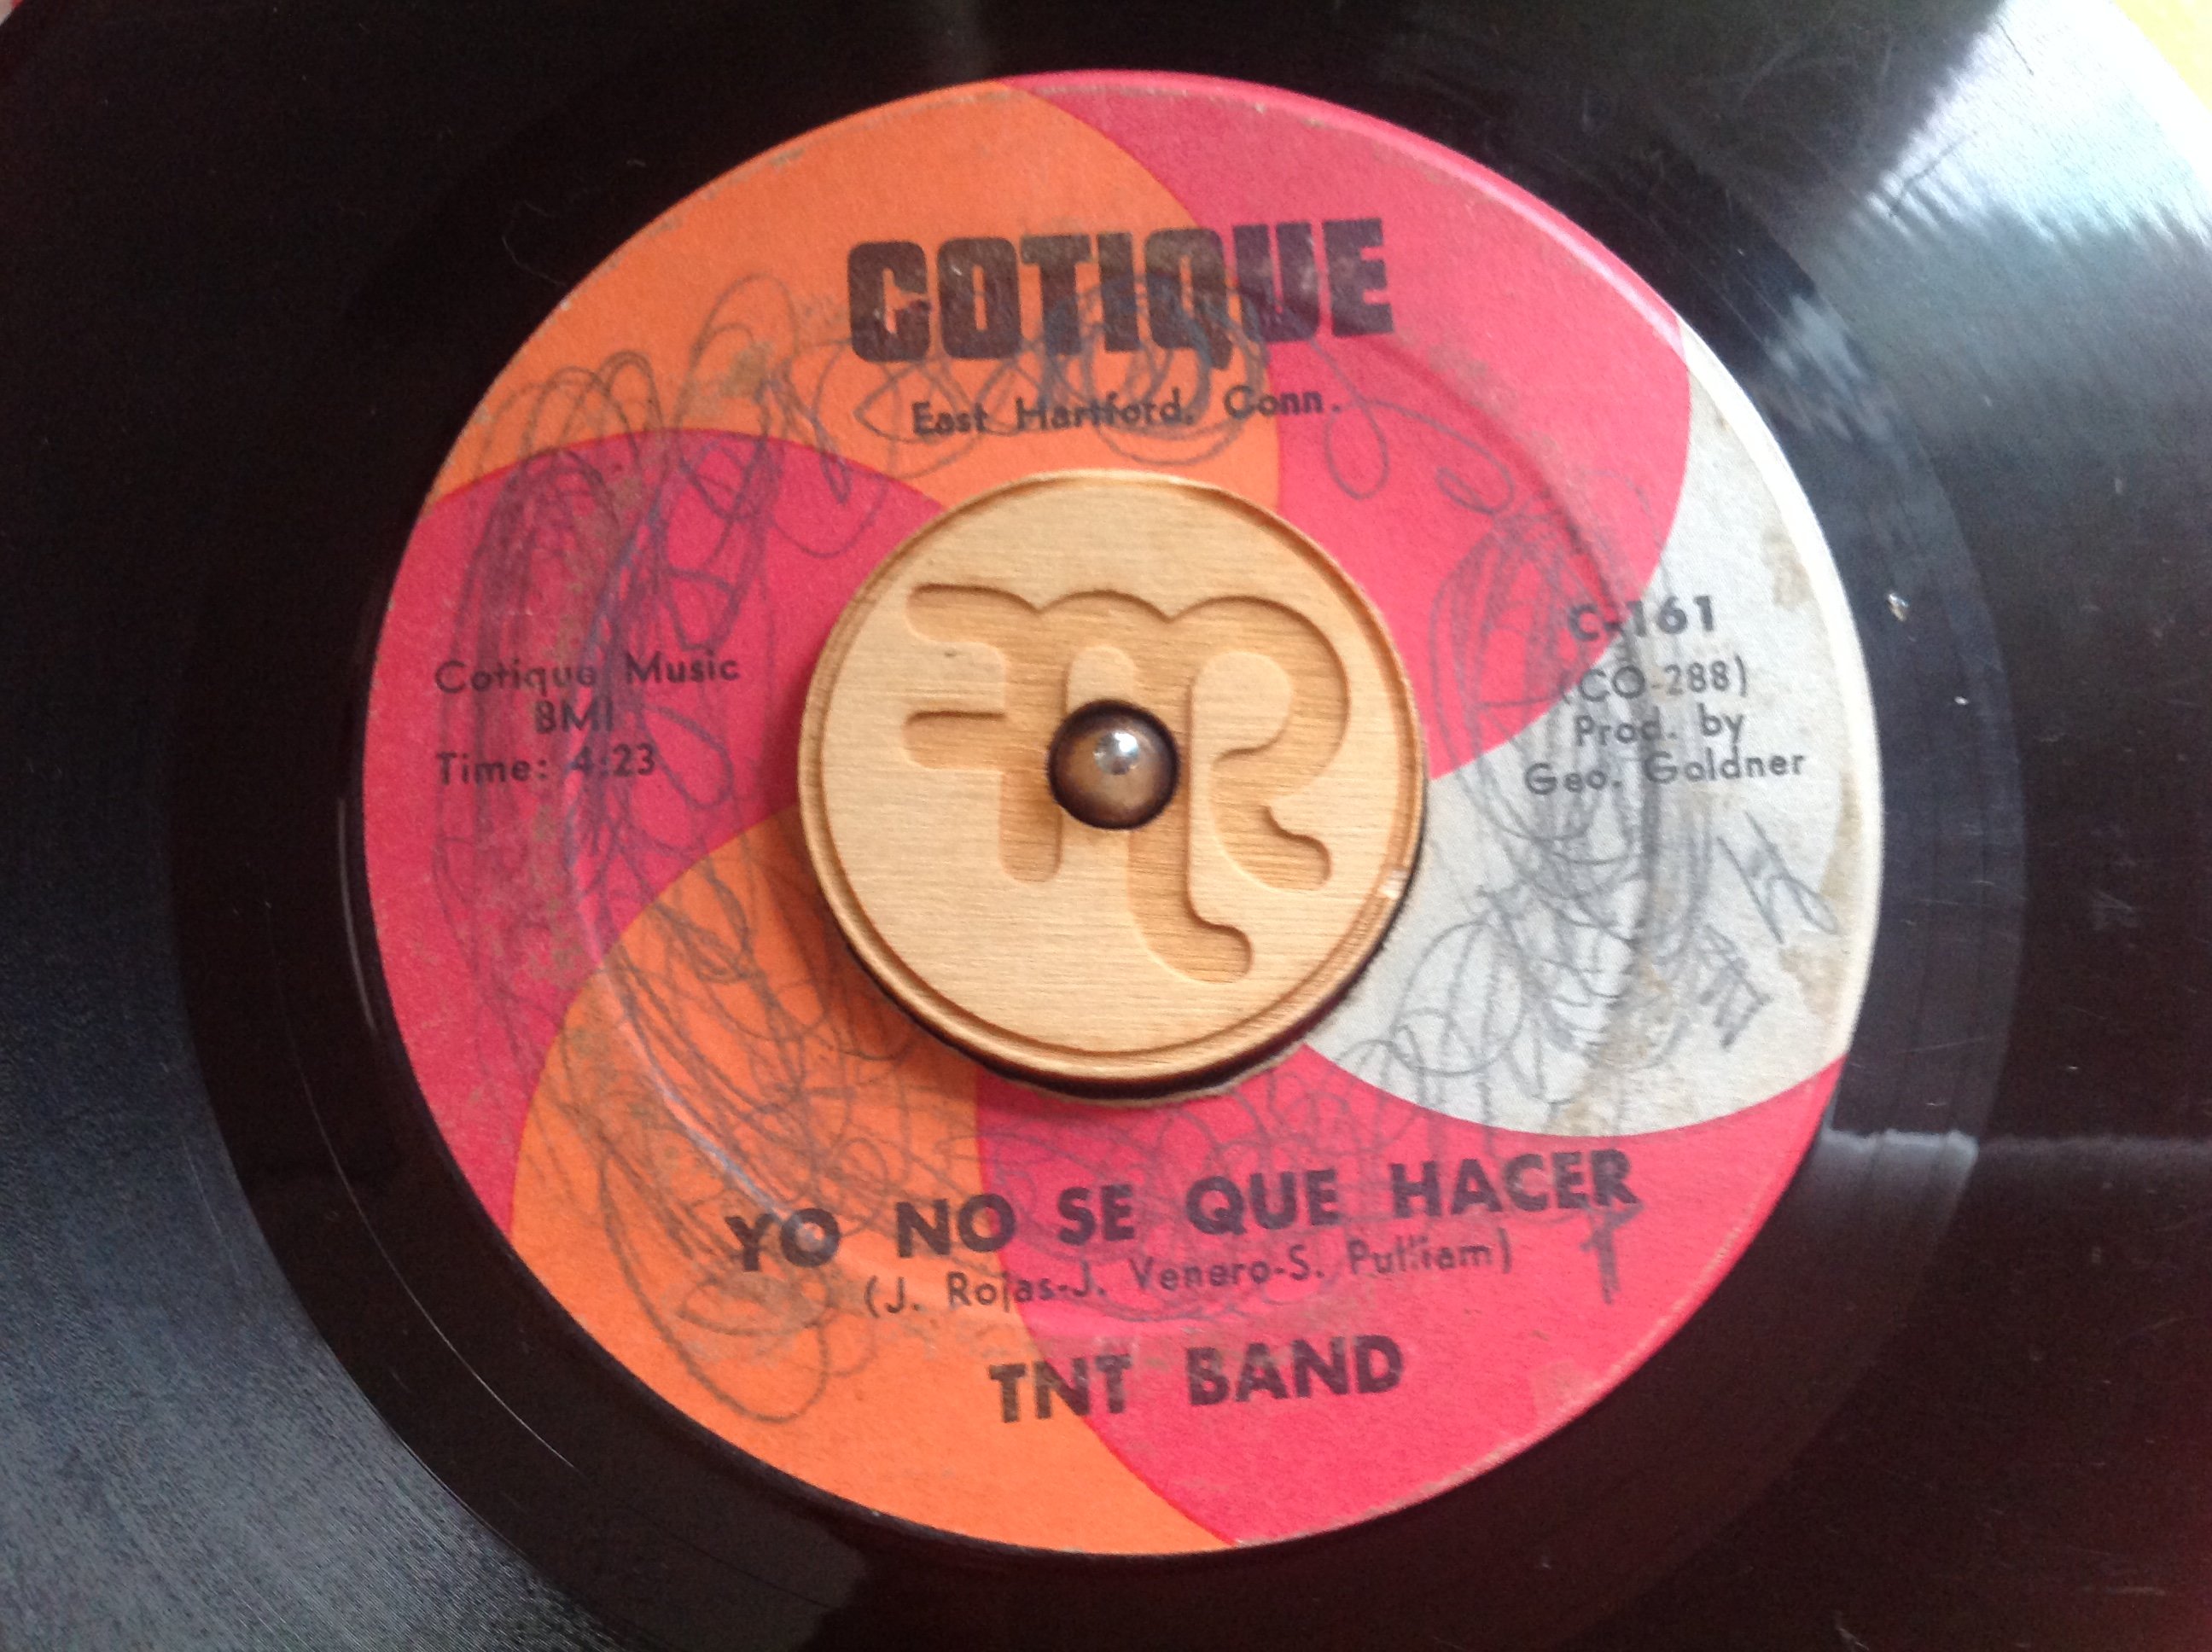 COTIQUE
East Hartford, Conn.
Cotique Music
BMI
Time: 4:23
C-161
(CO-288)
Prod. by
Geo. Goldner
YO NO SE QUE HACER
(J. Rojas-J. Venero-S. Pulliam)
TNT BAND